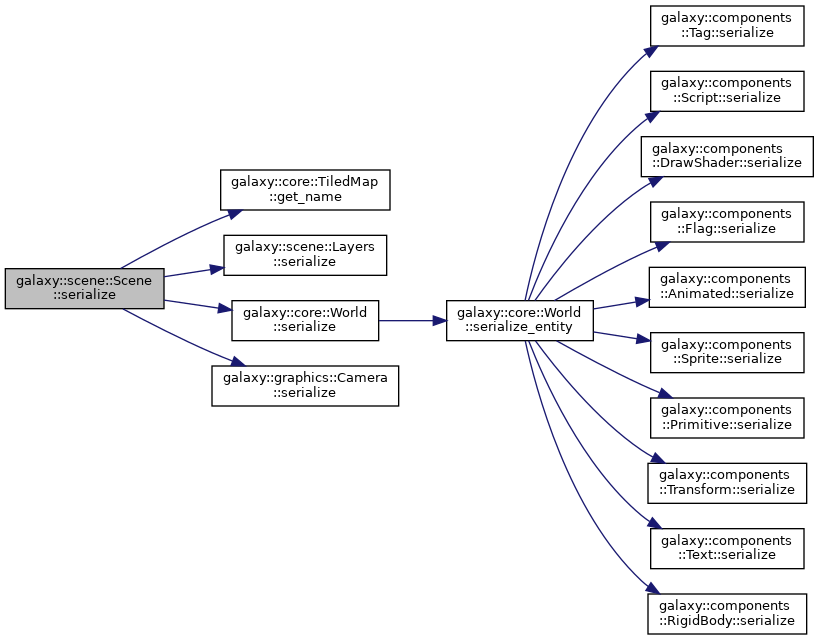 galaxy::scene::Scene
::serialize
galaxy::core::TiledMap
::get_name
galaxy::scene::Layers
::serialize
galaxy::core::World
::serialize
galaxy::graphics::Camera
::serialize
galaxy::core::World
::serialize_entity
galaxy::components
::Tag::serialize
galaxy::components
::Script::serialize
galaxy::components
::DrawShader::serialize
galaxy::components
::Flag::serialize
galaxy::components
::Animated::serialize
galaxy::components
::Sprite::serialize
galaxy::components
::Primitive::serialize
galaxy::components
::Transform::serialize
galaxy::components
::Text::serialize
galaxy::components
::RigidBody::serialize